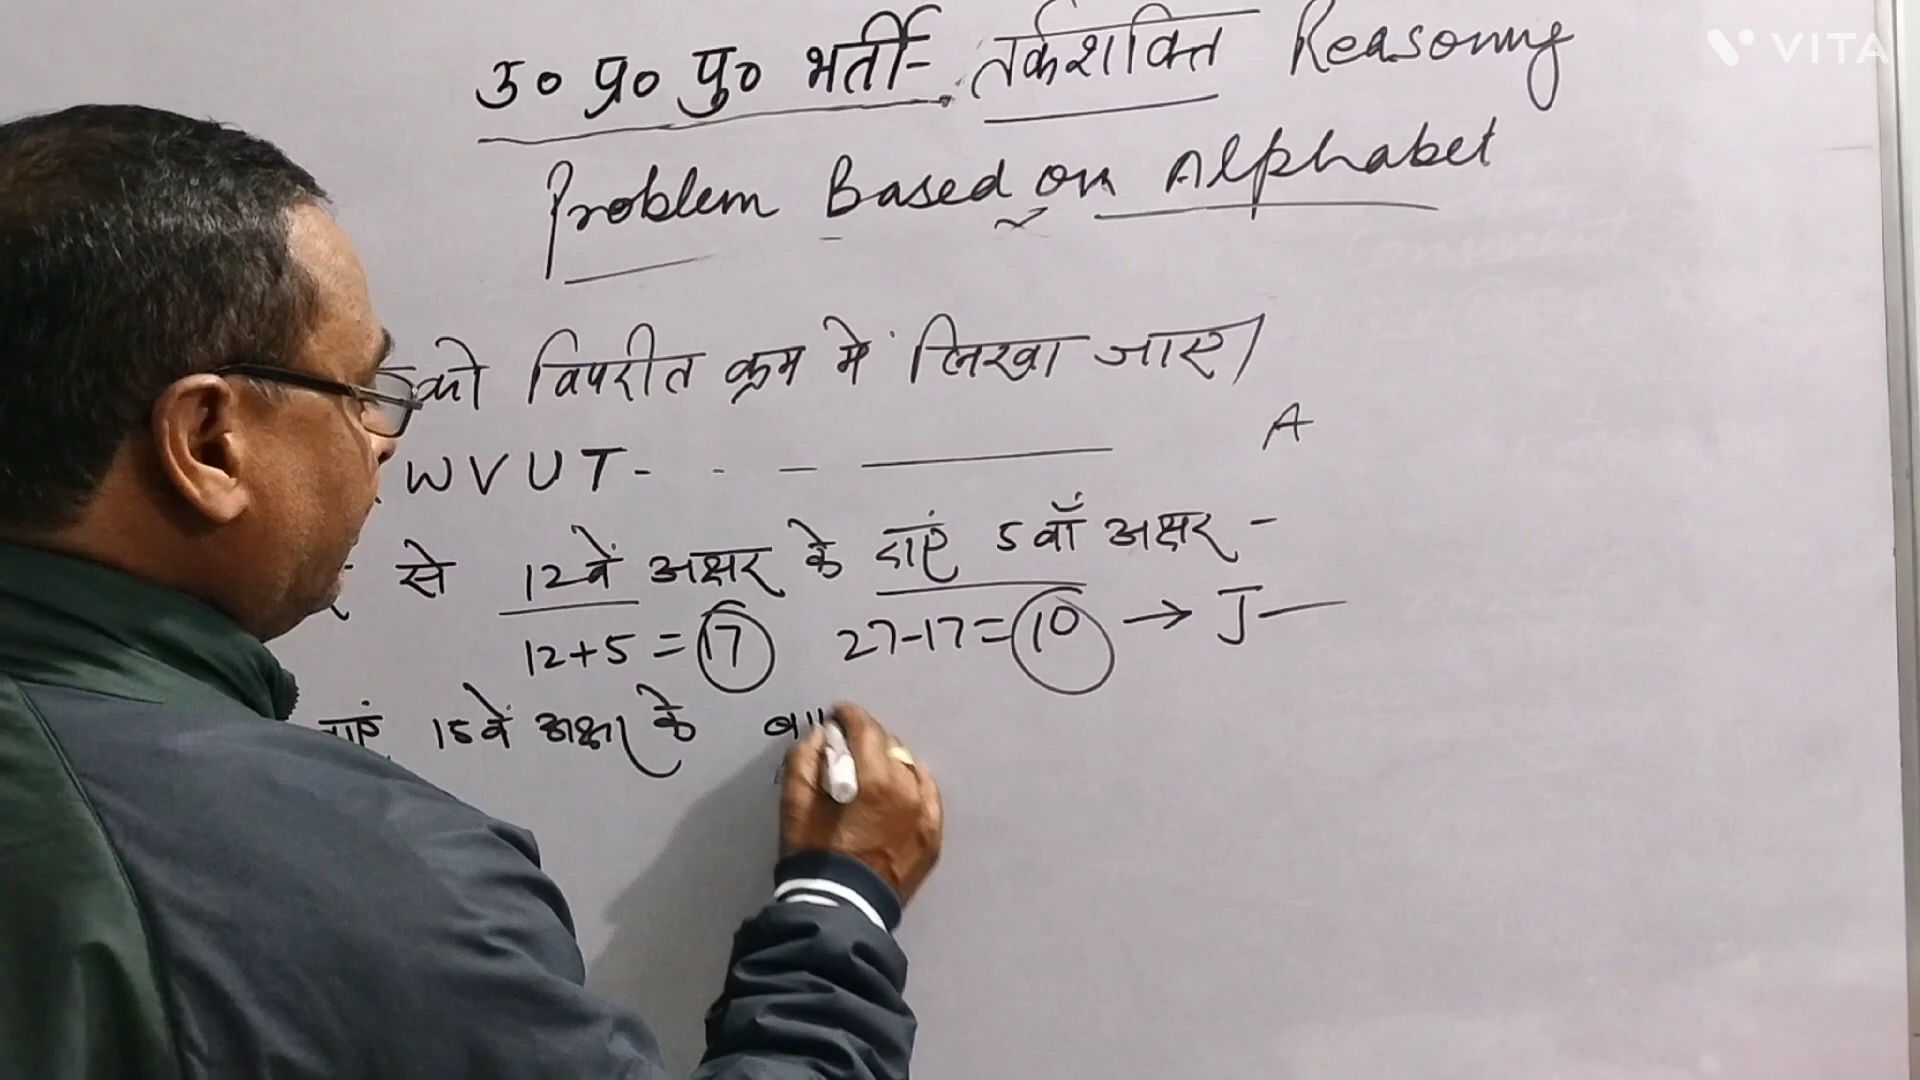 VITA
उ० प्र० पु० भर्ती- तर्कशक्ति Reasoning
Problem Based on Alphabet
को विपरीत क्रम में लिखा जाए।
WVUT- - - — A
से 12वें अक्षर के दाएं 5वाँ अक्षर -
12+5 = 17 27-17= 10 → J—
15वें अक्षर के